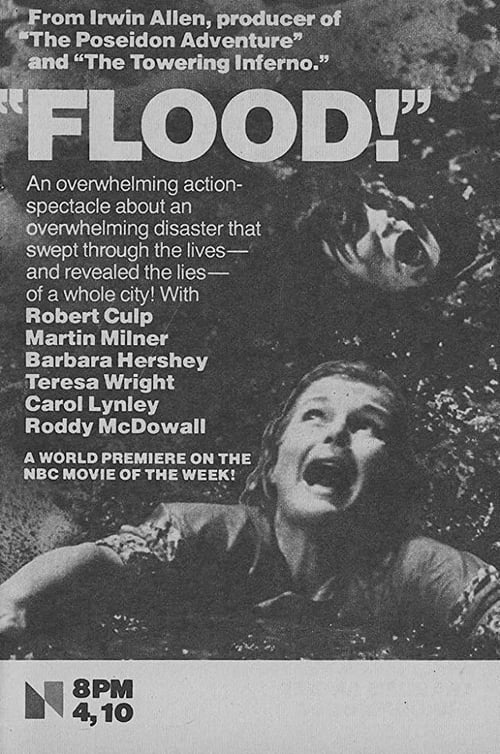 From Irwin Allen, producer of
"The Poseidon Adventure"
and "The Towering Inferno."
"FLOOD!"
An overwhelming action-
spectacle about an
overwhelming disaster that
swept through the lives—
and revealed the lies—
of a whole city! With
Robert Culp
Martin Milner
Barbara Hershey
Teresa Wright
Carol Lynley
Roddy McDowall
A WORLD PREMIERE ON THE
NBC MOVIE OF THE WEEK!
8PM
4, 10